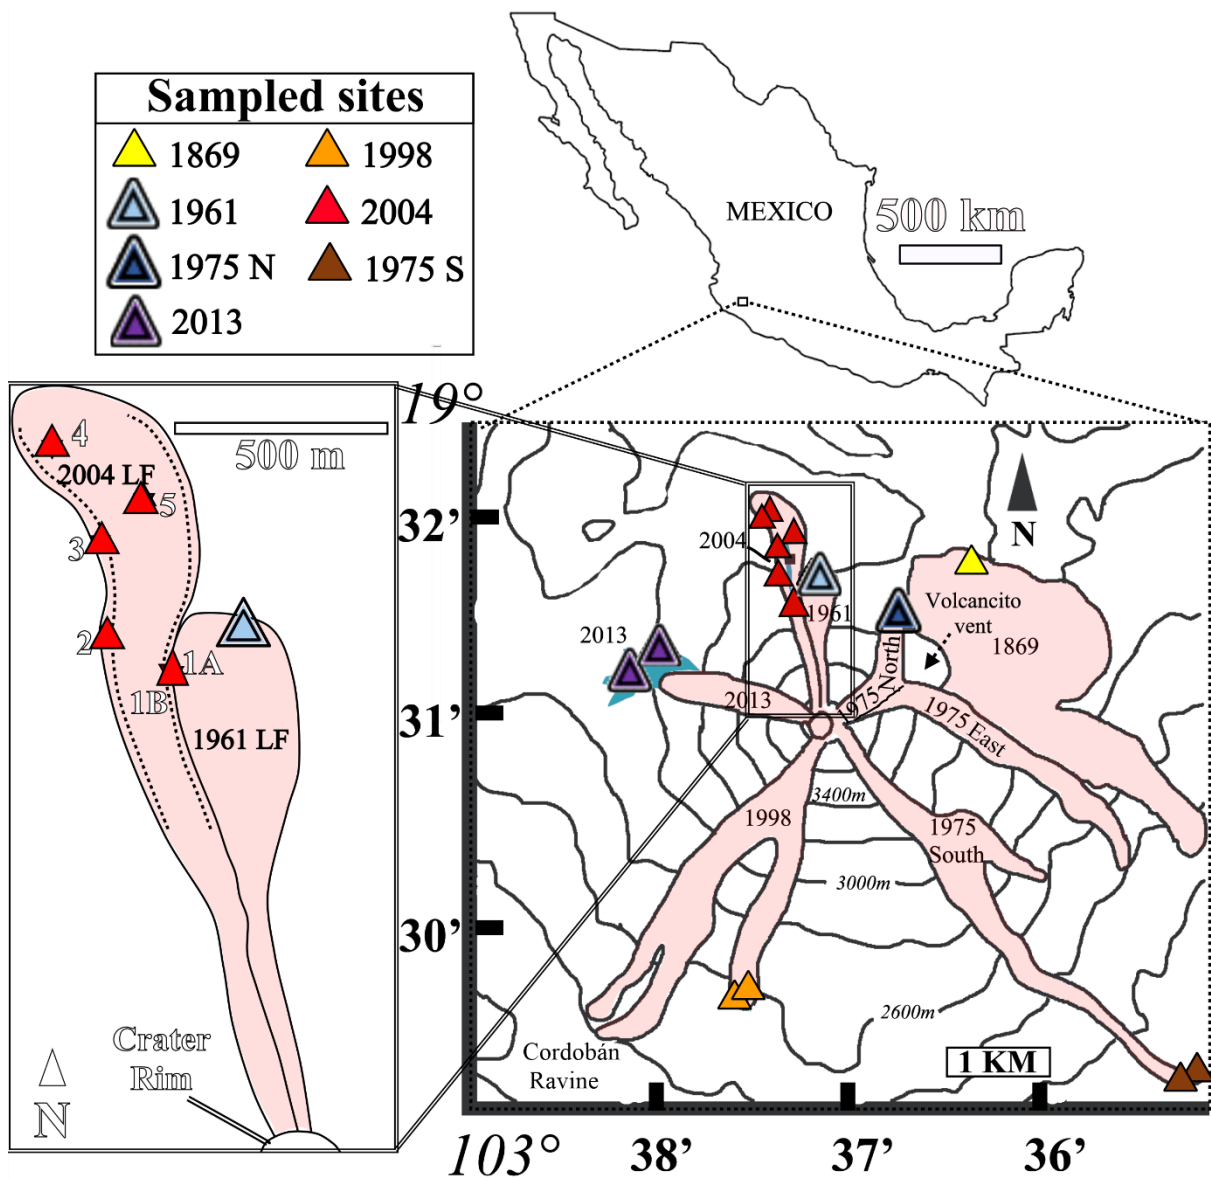 Sampled sites
1869
1998
1961
2004
1975 N
1975 S
2013
MEXICO
500 km
19°
500 m
4
2004 LF
5
3
2
1A
1B
1961 LF
Crater
Rim
N
32’
31’
30’
103°
38’
37’
36’
N
2004
1961
2013
2013
Volcancito
vent
1869
1975 North
1975 East
3400m
1998
1975
South
3000m
2600m
Cordobán
Ravine
1 KM